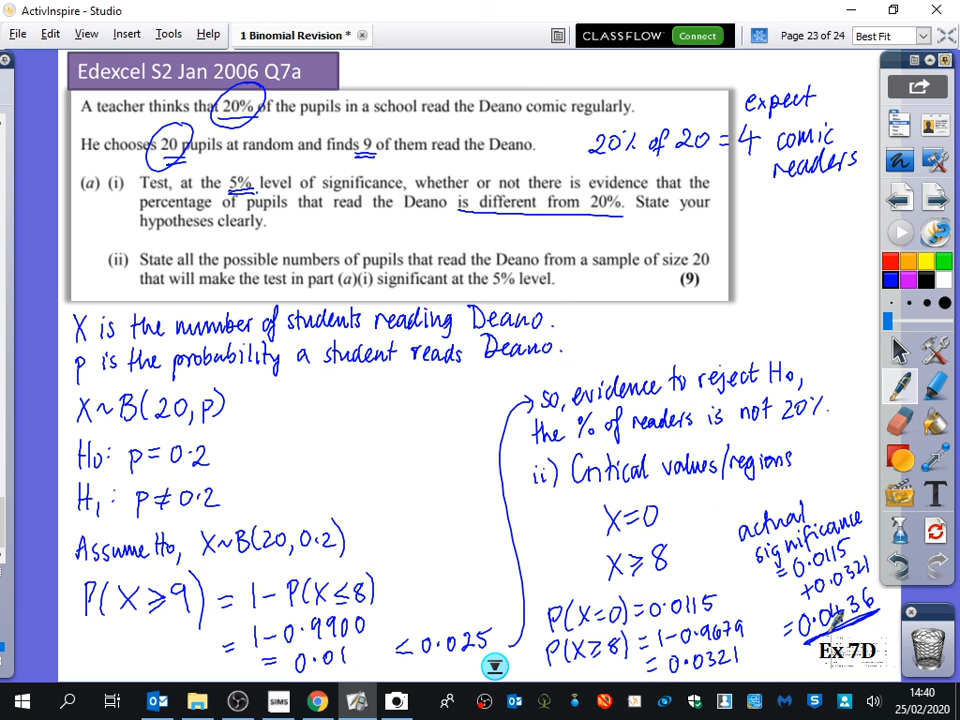 ActivInspire - Studio
File Edit View Insert Tools Help
1 Binomial Revision *
CLASSFLOW Connect
Page 23 of 24
Best Fit
Edexcel S2 Jan 2006 Q7a
A teacher thinks that 20% of the pupils in a school read the Deano comic regularly.
He chooses 20 pupils at random and finds 9 of them read the Deano.
20% of 20 = 4
expect
comic
readers
(a) (i) Test, at the 5% level of significance, whether or not there is evidence that the
percentage of pupils that read the Deano is different from 20%. State your
hypotheses clearly.
(ii) State all the possible numbers of pupils that read the Deano from a sample of size 20
that will make the test in part (a)(i) significant at the 5% level.
(9)
X is the number of students reading Deano.
p is the probability a student reads Deano.
X~B(20, p)
H0: p = 0.2
H1: p ≠ 0.2
Assume H0, X~B(20, 0.2)
P(X ≥ 9) = 1 - P(X ≤ 8)
= 1 - 0.9900
= 0.01 < 0.025
so, evidence to reject H0,
the % of readers is not 20%.
ii) Critical values/regions
X = 0
X ≥ 8
P(X=0) = 0.0115
P(X≥8) = 1 - 0.9679
= 0.0321
actual
significance
= 0.0115
+ 0.0321
= 0.0436
Ex 7D
SIMS
14:40
25/02/2020